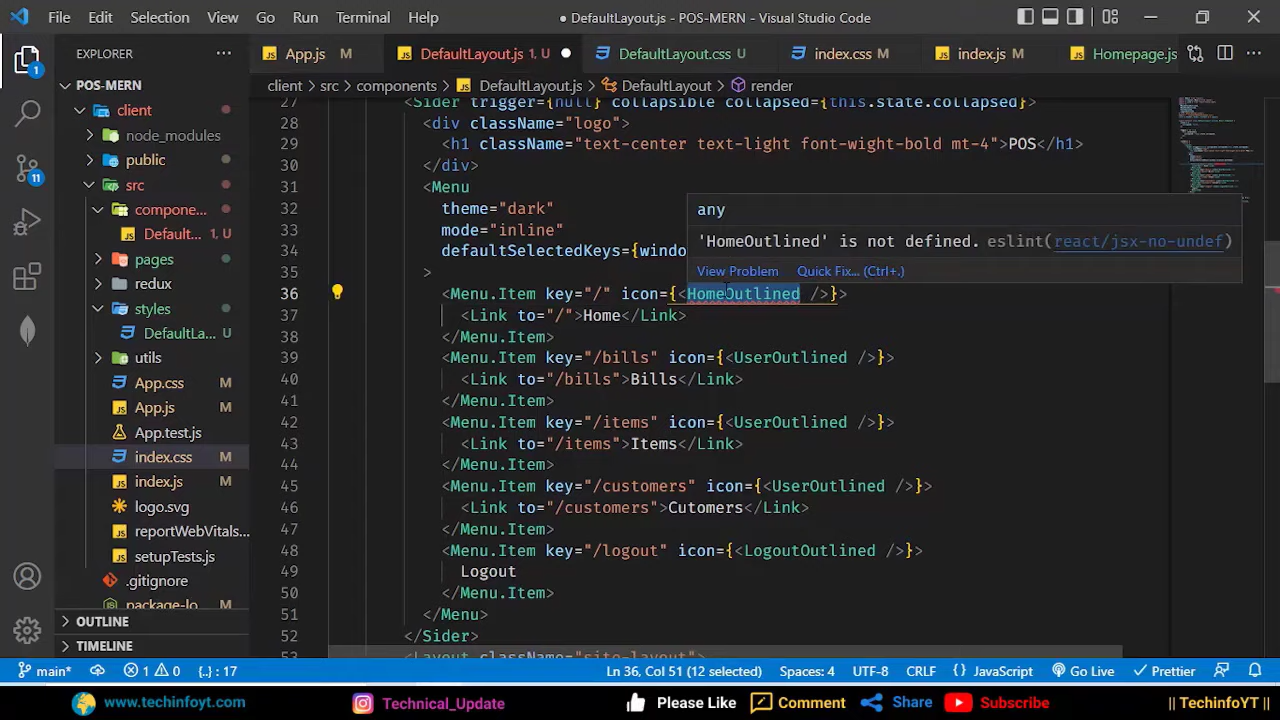 File Edit Selection View Go Run Terminal Help
● DefaultLayout.js - POS-MERN - Visual Studio Code
EXPLORER
App.js M
DefaultLayout.js 1, U
DefaultLayout.css U
index.css M
index.js M
Homepage.js
POS-MERN
client > src > components > DefaultLayout.js > DefaultLayout > render
client
node_modules
public
src
compone...
Default... 1, U
pages
redux
styles
DefaultLa... U
utils
App.css M
App.js M
App.test.js
index.css M
index.js M
logo.svg
reportWebVitals...
setupTests.js
.gitignore
package-lo
OUTLINE
TIMELINE
1
11
27 <Sider trigger={null} collapsible collapsed={this.state.collapsed}>
28 <div className="logo">
29 <h1 className="text-center text-light font-wight-bold mt-4">POS</h1>
30 </div>
31 <Menu
32 theme="dark"
33 mode="inline"
34 defaultSelectedKeys={windo
35 >
any
'HomeOutlined' is not defined. eslint(react/jsx-no-undef)
View Problem Quick Fix... (Ctrl+.)
36 <Menu.Item key="/" icon={<HomeOutlined />}>
37 <Link to="/">Home</Link>
38 </Menu.Item>
39 <Menu.Item key="/bills" icon={<UserOutlined />}>
40 <Link to="/bills">Bills</Link>
41 </Menu.Item>
42 <Menu.Item key="/items" icon={<UserOutlined />}>
43 <Link to="/items">Items</Link>
44 </Menu.Item>
45 <Menu.Item key="/customers" icon={<UserOutlined />}>
46 <Link to="/customers">Cutomers</Link>
47 </Menu.Item>
48 <Menu.Item key="/logout" icon={<LogoutOutlined />}>
49 Logout
50 </Menu.Item>
51 </Menu>
52 </Sider>
53 <Layout className="site-layout">
main* 1 0 {..} : 17 Ln 36, Col 51 (12 selected) Spaces: 4 UTF-8 CRLF {} JavaScript Go Live Prettier
www.techinfoyt.com Technical_Update Please Like Comment Share Subscribe || TechinfoYT ||